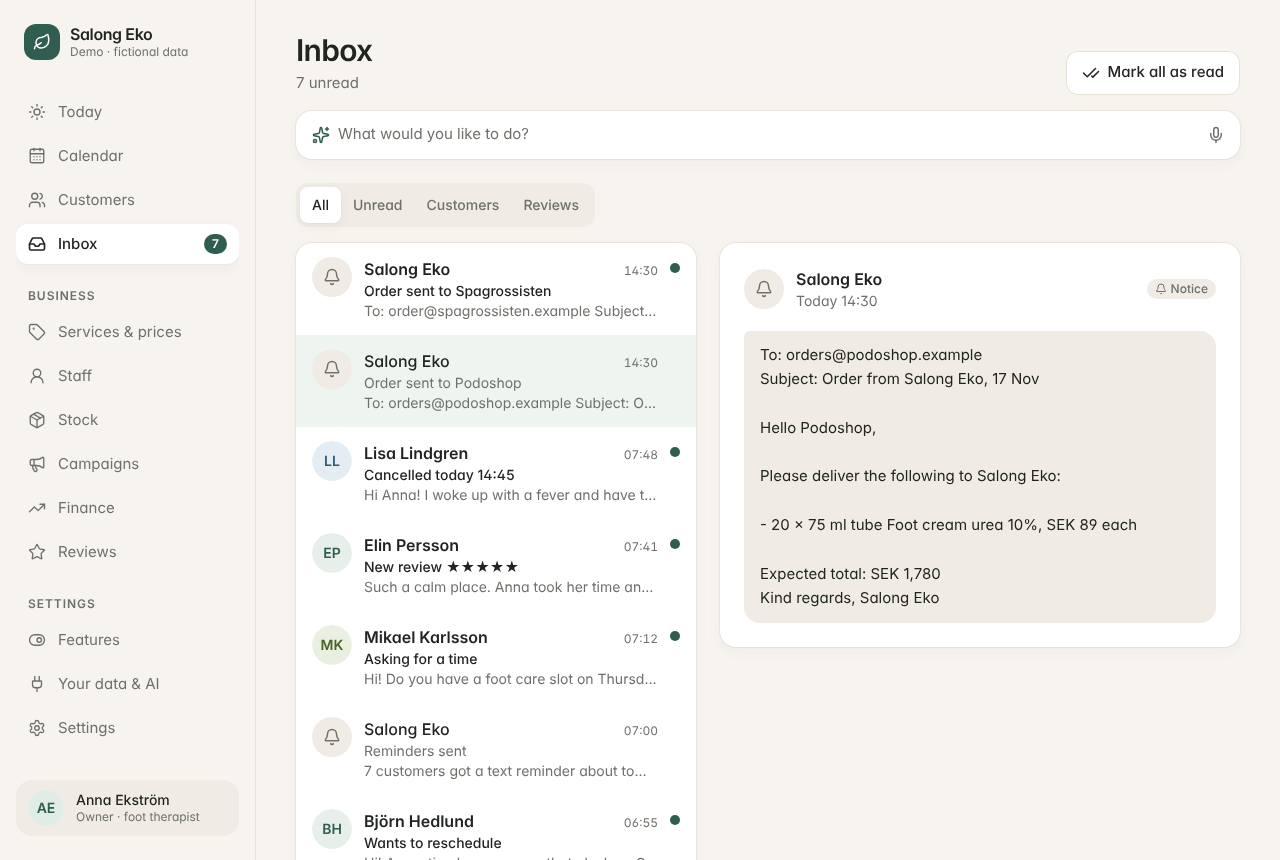 Salong Eko
Demo · fictional data
Today
Calendar
Customers
Inbox 7
BUSINESS
Services & prices
Staff
Stock
Campaigns
Finance
Reviews
SETTINGS
Features
Your data & AI
Settings
AE
Anna Ekström
Owner · foot therapist
Inbox
7 unread
Mark all as read
What would you like to do?
All Unread Customers Reviews
Salong Eko 14:30
Order sent to Spagrossisten
To: order@spagrossisten.example Subject...
Salong Eko 14:30
Order sent to Podoshop
To: orders@podoshop.example Subject: O...
LL
Lisa Lindgren 07:48
Cancelled today 14:45
Hi Anna! I woke up with a fever and have t...
EP
Elin Persson 07:41
New review ★★★★★
Such a calm place. Anna took her time an...
MK
Mikael Karlsson 07:12
Asking for a time
Hi! Do you have a foot care slot on Thursd...
Salong Eko 07:00
Reminders sent
7 customers got a text reminder about to...
BH
Björn Hedlund 06:55
Wants to reschedule
Salong Eko
Today 14:30
Notice
To: orders@podoshop.example
Subject: Order from Salong Eko, 17 Nov
Hello Podoshop,
Please deliver the following to Salong Eko:
- 20 × 75 ml tube Foot cream urea 10%, SEK 89 each
Expected total: SEK 1,780
Kind regards, Salong Eko